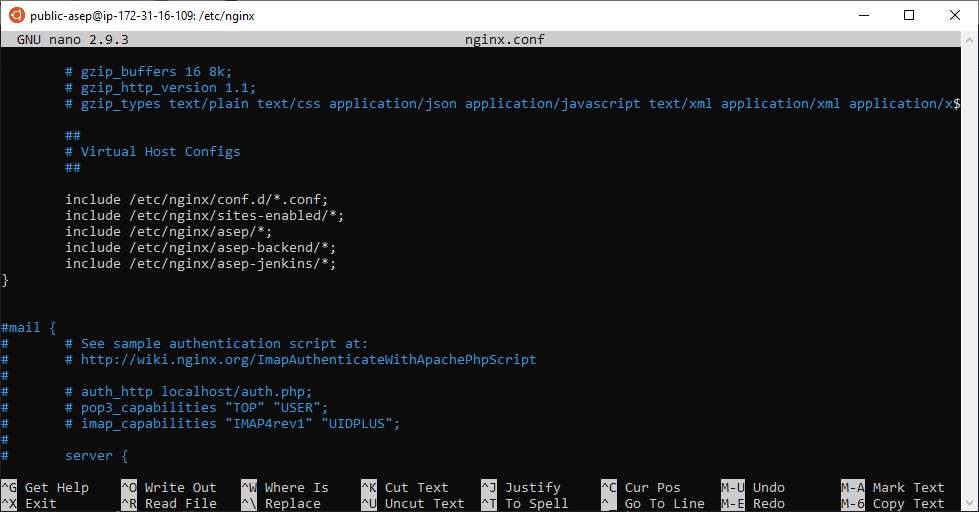 public-asep@ip-172-31-16-109: /etc/nginx
GNU nano 2.9.3 nginx.conf
# gzip_buffers 16 8k;
# gzip_http_version 1.1;
# gzip_types text/plain text/css application/json application/javascript text/xml application/xml application/x$
##
# Virtual Host Configs
##
include /etc/nginx/conf.d/*.conf;
include /etc/nginx/sites-enabled/*;
include /etc/nginx/asep/*;
include /etc/nginx/asep-backend/*;
include /etc/nginx/asep-jenkins/*;
}
#mail {
# # See sample authentication script at:
# # http://wiki.nginx.org/ImapAuthenticateWithApachePhpScript
#
# # auth_http localhost/auth.php;
# # pop3_capabilities "TOP" "USER";
# # imap_capabilities "IMAP4rev1" "UIDPLUS";
#
# server {
^G Get Help ^O Write Out ^W Where Is ^K Cut Text ^J Justify ^C Cur Pos M-U Undo M-A Mark Text
^X Exit ^R Read File ^\ Replace ^U Uncut Text ^T To Spell ^_ Go To Line M-E Redo M-6 Copy Text